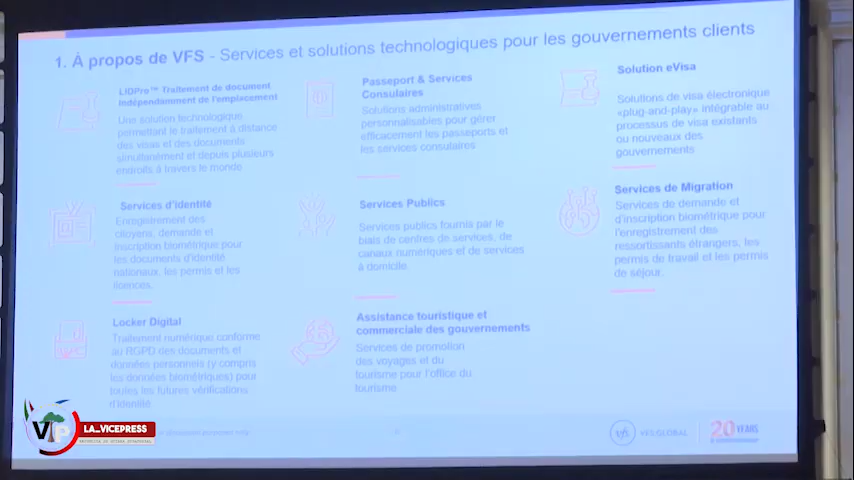 1. À propos de VFS - Services et solutions technologiques pour les gouvernements clients
LIDPro™ Traitement de document
indépendamment de l'emplacement
Une solution technologique
permettant le traitement à distance
des visas et des documents
simultanément et depuis plusieurs
endroits à travers le monde
Passeport & Services
Consulaires
Solutions administratives
personnalisables pour gérer
efficacement les passeports et
les services consulaires
Solution eVisa
Solutions de visa électronique
«plug-and-play» intégrable au
processus de visa existants
ou nouveaux des
gouvernements
Services d'identité
Enregistrement des
citoyens, demande et
inscription biométrique pour
les documents d'identité
nationaux, les permis et les
licences.
Services Publics
Services publics fournis par le
biais de centres de services, de
canaux numériques et de services
à domicile.
Services de Migration
Services de demande et
d'inscription biométrique pour
l'enregistrement des
ressortissants étrangers, les
permis de travail et les permis
de séjour.
Locker Digital
Traitement numérique conforme
au RGPD des documents et
données personnels (y compris
les données biométriques) pour
toutes les futures vérifications
d'identité
Assistance touristique et
commerciale des gouvernements
Services de promotion
des voyages et du
tourisme pour l'office du
tourisme
VIP
LA_VICEPRESS
vfs
VFS.GLOBAL
20 YEARS